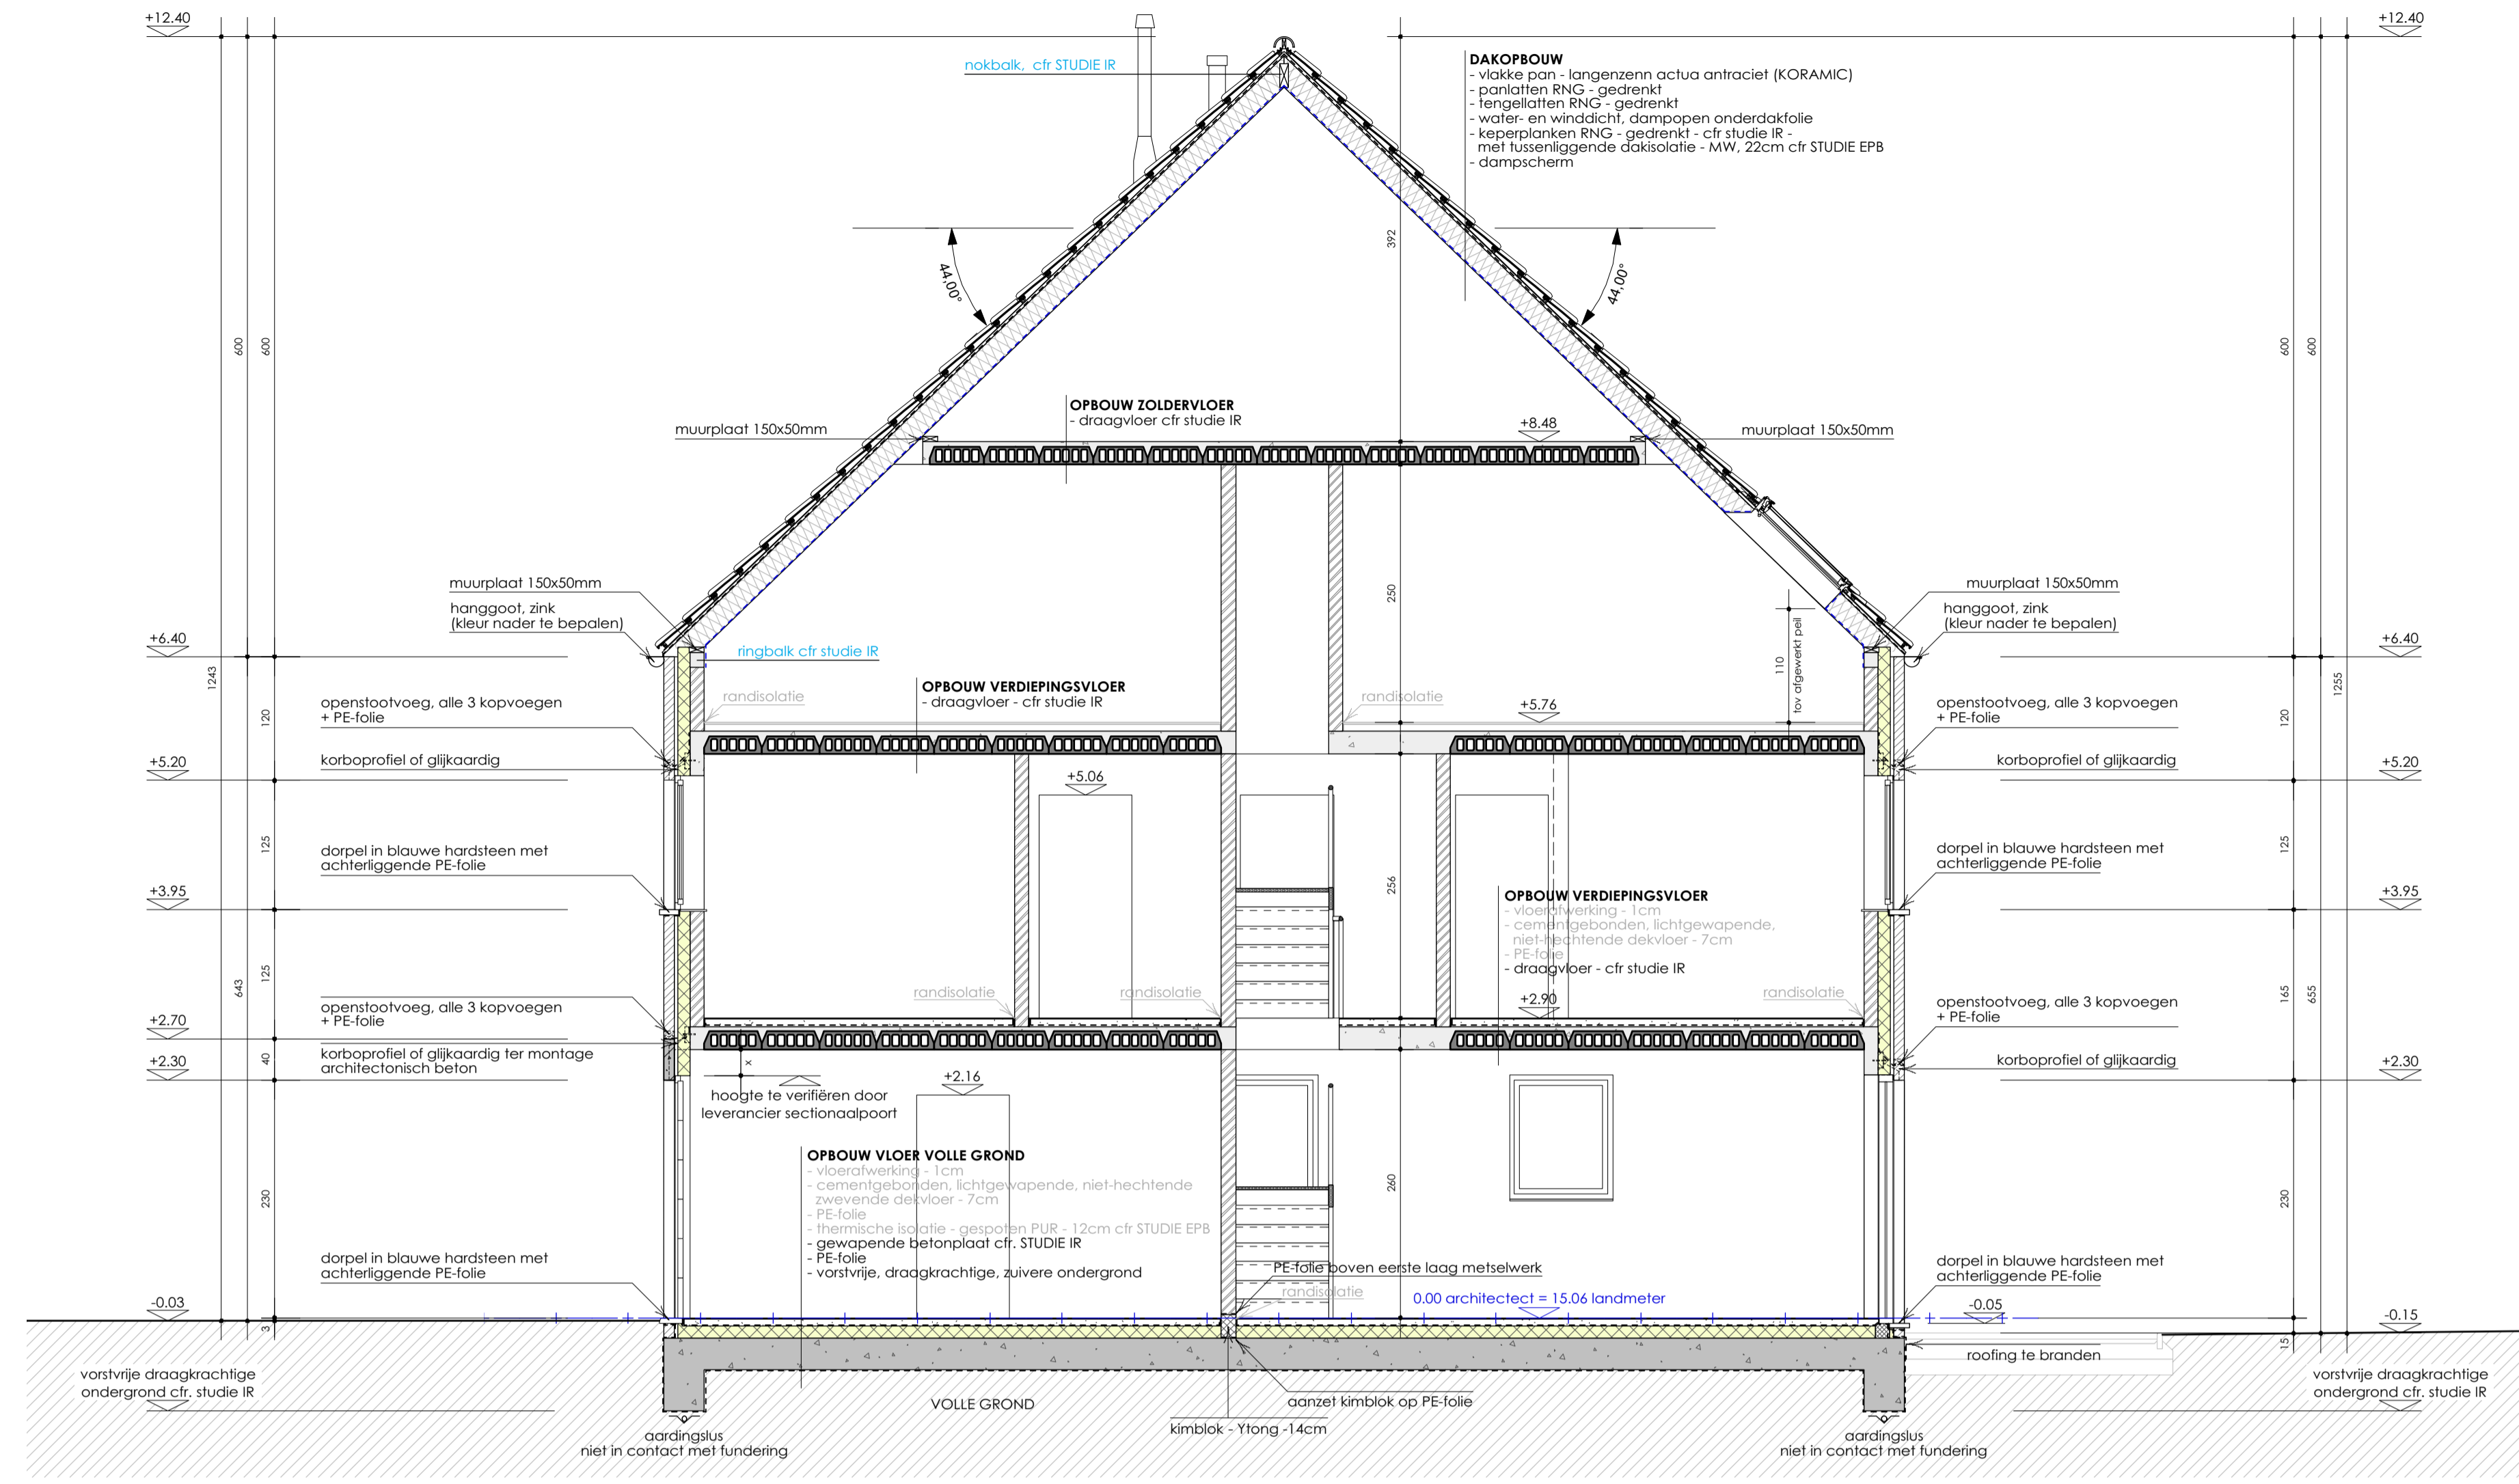 +12.40
+12.40
nokbalk, cfr STUDIE IR
DAKOPBOUW
- vlakke pan - langenzenn actua antraciet (KORAMIC)
- panlatten RNG - gedrenkt
- tengellatten RNG - gedrenkt
- water- en winddicht, dampopen onderdakfolie
- keperplanken RNG - gedrenkt - cfr studie IR -
met tussenliggende dakisolatie - MW, 22cm cfr STUDIE EPB
- dampscherm
392
44,00°
44,00°
600
600
600
600
OPBOUW ZOLDERVLOER
- draagvloer cfr studie IR
+8.48
muurplaat 150x50mm
muurplaat 150x50mm
muurplaat 150x50mm
hanggoot, zink
(kleur nader te bepalen)
250
muurplaat 150x50mm
hanggoot, zink
(kleur nader te bepalen)
+6.40
+6.40
1243
1255
ringbalk cfr studie IR
110
tov afgewerkt peil
OPBOUW VERDIEPINGSVLOER
- draagvloer - cfr studie IR
randisolatie
randisolatie
+5.76
openstootvoeg, alle 3 kopvoegen
+ PE-folie
120
openstootvoeg, alle 3 kopvoegen
+ PE-folie
120
korboprofiel of glijkaardig
korboprofiel of glijkaardig
+5.20
+5.20
+5.06
125
125
dorpel in blauwe hardsteen met
achterliggende PE-folie
dorpel in blauwe hardsteen met
achterliggende PE-folie
+3.95
+3.95
256
OPBOUW VERDIEPINGSVLOER
- vloerafwerking - 1cm
- cementgebonden, lichtgewapende,
niet-hechtende dekvloer - 7cm
- PE-folie
- draagvloer - cfr studie IR
643
125
165
655
randisolatie
randisolatie
+2.90
randisolatie
openstootvoeg, alle 3 kopvoegen
+ PE-folie
openstootvoeg, alle 3 kopvoegen
+ PE-folie
+2.70
40
korboprofiel of glijkaardig ter montage
architectonisch beton
korboprofiel of glijkaardig
+2.30
+2.30
x
+2.16
hoogte te verifiëren door
leverancier sectionaalpoort
OPBOUW VLOER VOLLE GROND
- vloerafwerking - 1cm
- cementgebonden, lichtgewapende, niet-hechtende
zwevende dekvloer - 7cm
- PE-folie
- thermische isolatie - gespoten PUR - 12cm cfr STUDIE EPB
- gewapende betonplaat cfr. STUDIE IR
- PE-folie
- vorstvrije, draagkrachtige, zuivere ondergrond
230
260
230
dorpel in blauwe hardsteen met
achterliggende PE-folie
PE-folie boven eerste laag metselwerk
randisolatie
0.00 architectect = 15.06 landmeter
dorpel in blauwe hardsteen met
achterliggende PE-folie
-0.03
-0.05
-0.15
3
15
roofing te branden
vorstvrije draagkrachtige
ondergrond cfr. studie IR
vorstvrije draagkrachtige
ondergrond cfr. studie IR
VOLLE GROND
aanzet kimblok op PE-folie
kimblok - Ytong -14cm
aardingslus
niet in contact met fundering
aardingslus
niet in contact met fundering